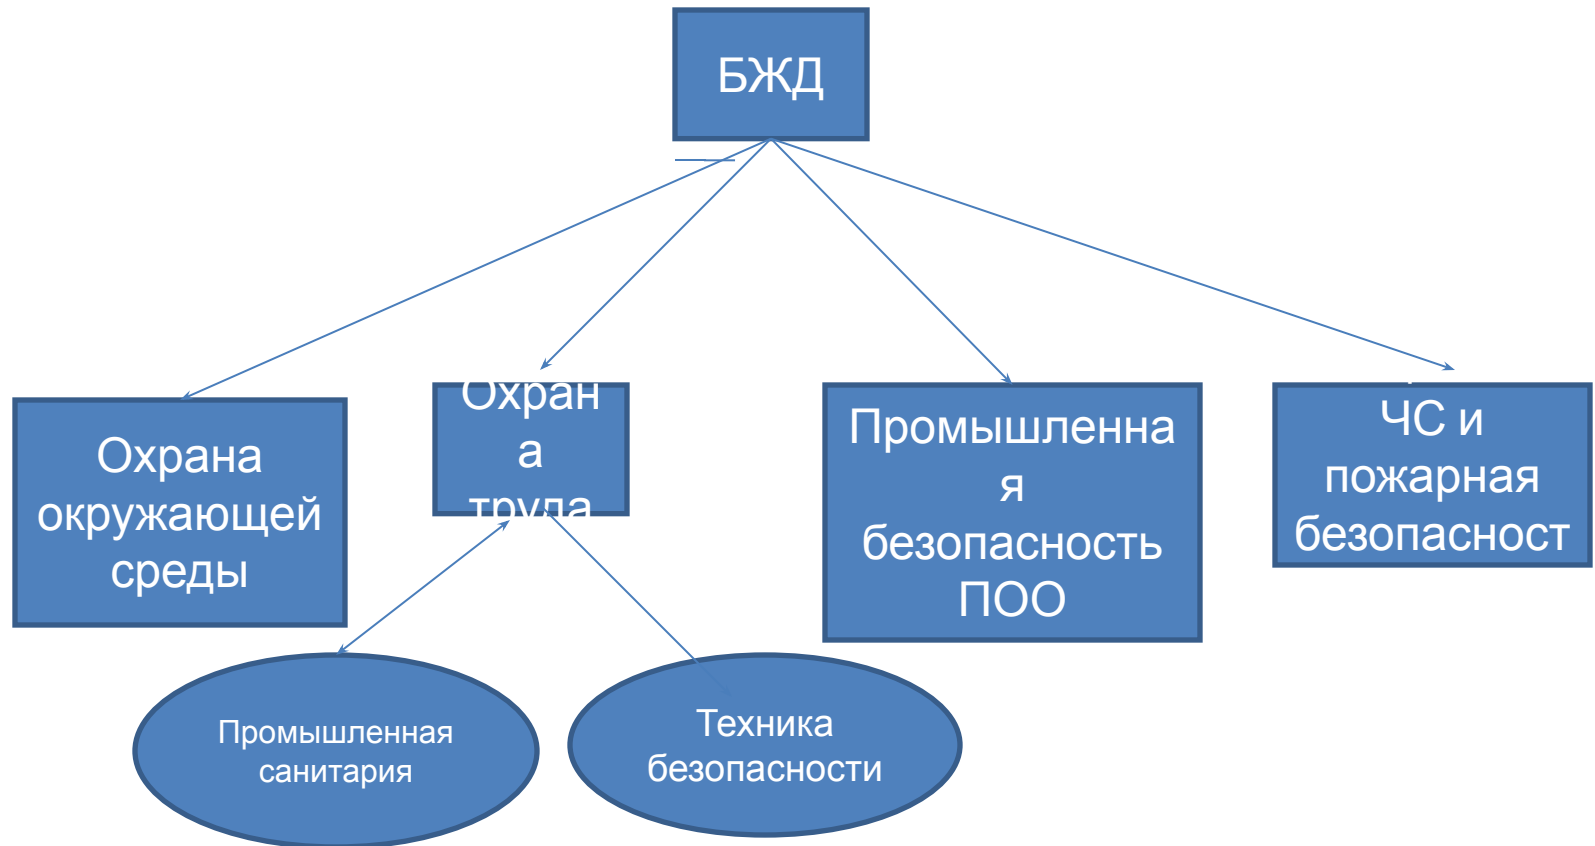 БЖД
Охрана
окружающей
среды
Охран
а
труда
Промышленна
я
безопасность
ПОО
ЧС и
пожарная
безопасност
Промышленная
санитария
Техника
безопасности